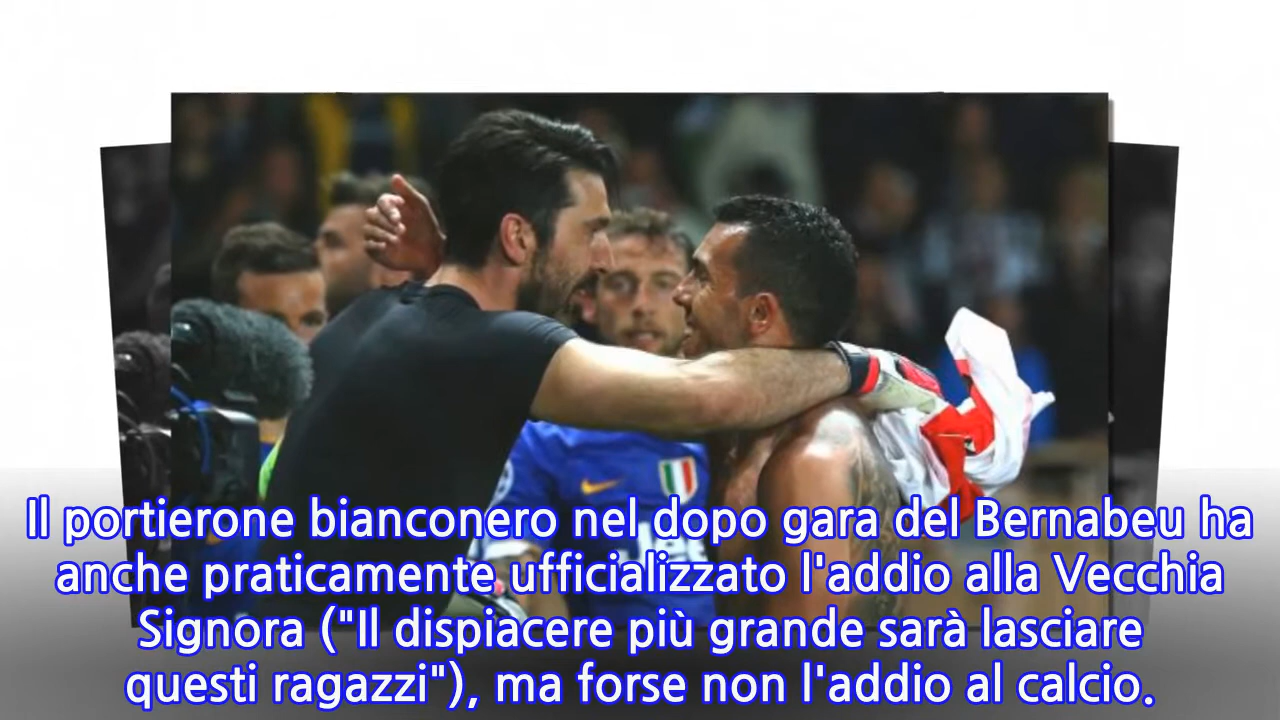 Il portierone bianconero nel dopo gara del Bernabeu ha
anche praticamente ufficializzato l'addio alla Vecchia
Signora ("Il dispiacere più grande sarà lasciare
questi ragazzi"), ma forse non l'addio al calcio.